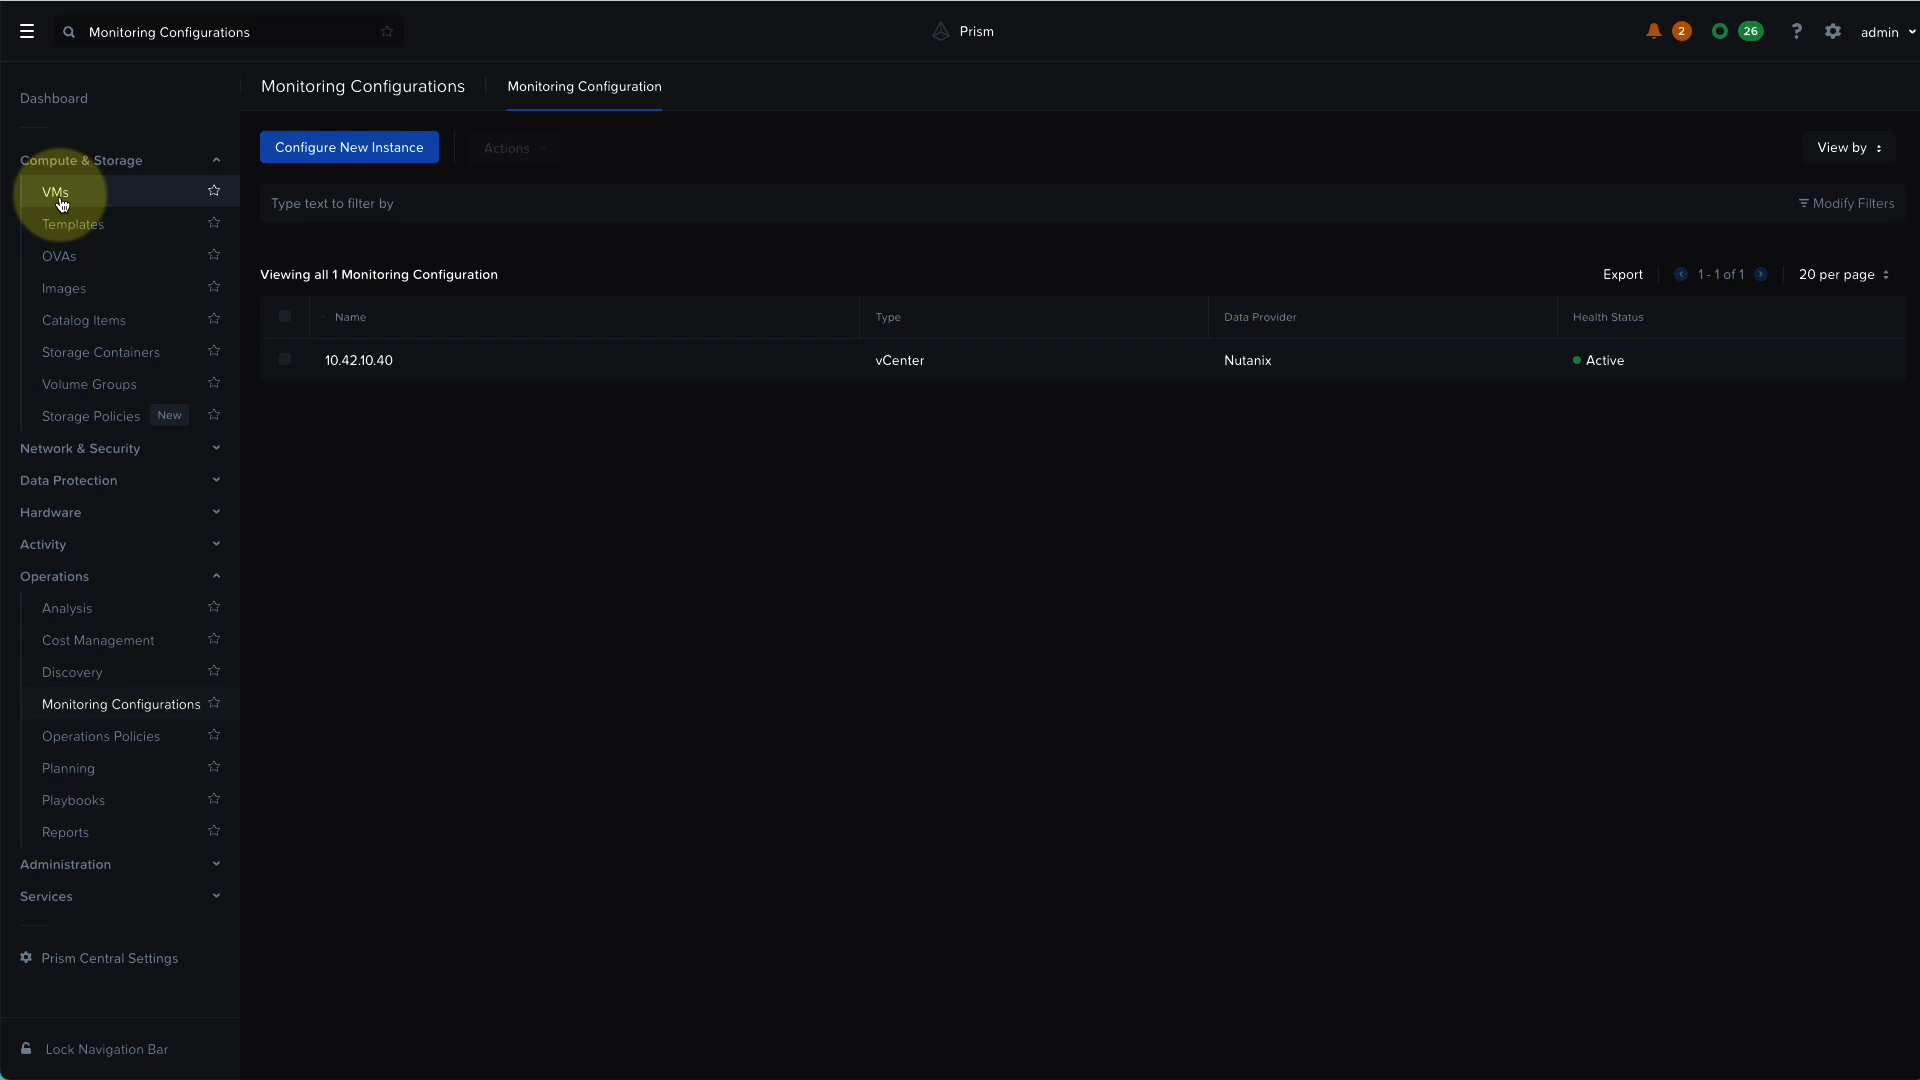 Monitoring Configurations
Prism
2
26
?
admin
Dashboard
Compute & Storage
VMs
Templates
OVAs
Images
Catalog Items
Storage Containers
Volume Groups
Storage Policies New
Network & Security
Data Protection
Hardware
Activity
Operations
Analysis
Cost Management
Discovery
Monitoring Configurations
Operations Policies
Planning
Playbooks
Reports
Administration
Services
Prism Central Settings
Lock Navigation Bar
Monitoring Configurations
Monitoring Configuration
Configure New Instance
Actions
View by
Type text to filter by
Modify Filters
Viewing all 1 Monitoring Configuration
Export
1 - 1 of 1
20 per page
Name Type Data Provider Health Status
10.42.10.40 vCenter Nutanix Active